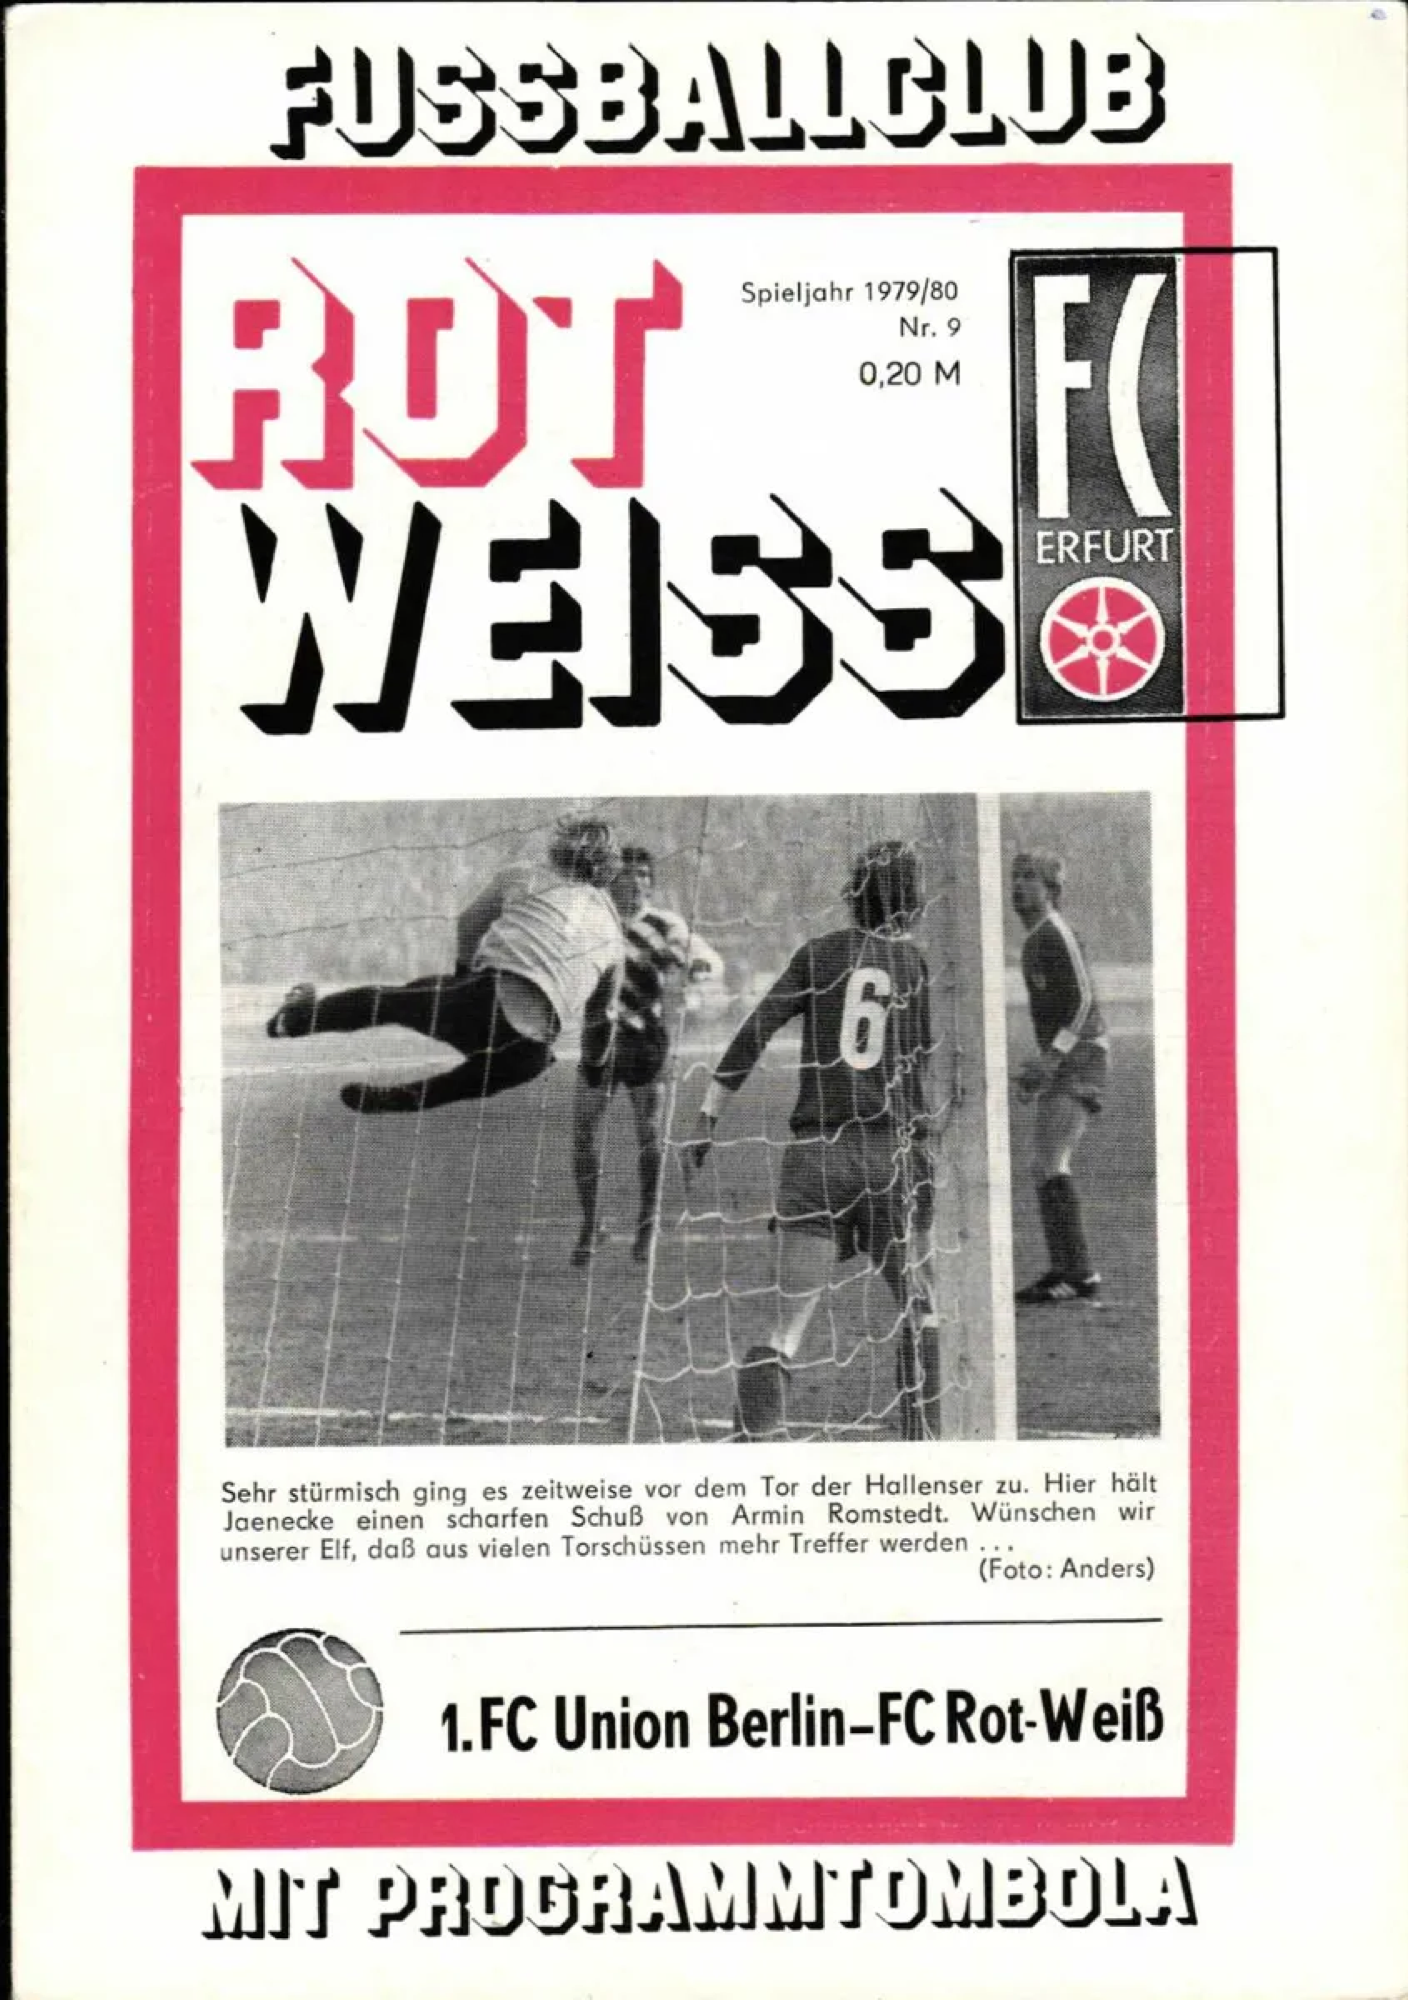 FUSSBALLCLUB
ROT
WEISS
Spieljahr 1979/80
Nr. 9
0,20 M
FC
ERFURT
6
Sehr stürmisch ging es zeitweise vor dem Tor der Hallenser zu. Hier hält
Jaenecke einen scharfen Schuß von Armin Romstedt. Wünschen wir
unserer Elf, daß aus vielen Torschüssen mehr Treffer werden ...
(Foto: Anders)
1. FC Union Berlin–FC Rot-Weiß
MIT PROGRAMMTOMBOLA